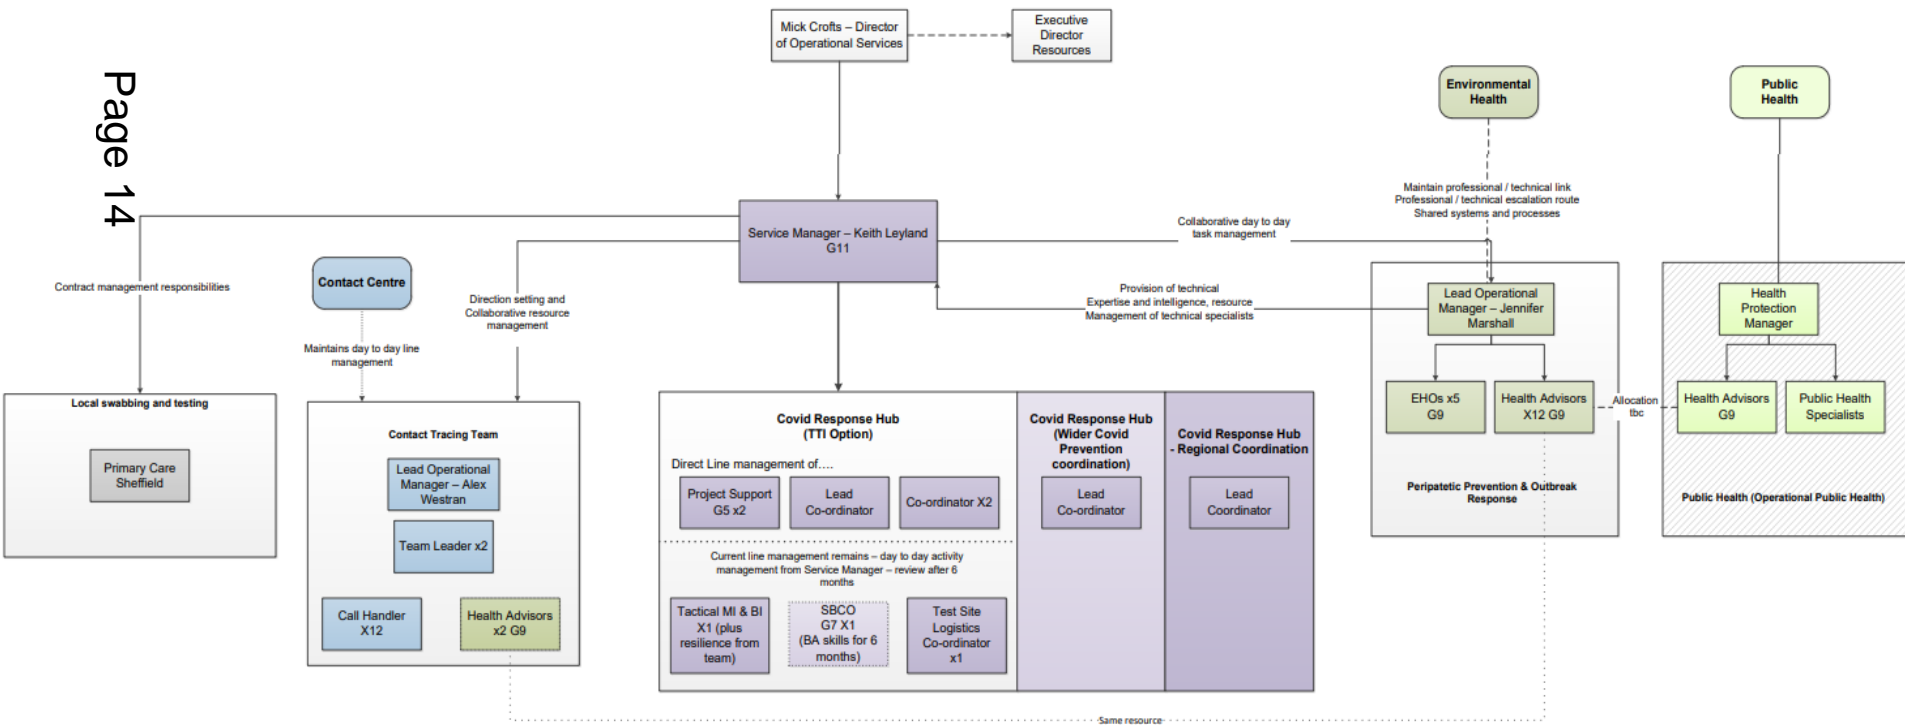 Page 14
Mick Crofts – Director
of Operational Services
Executive
Director
Resources
Environmental
Health
Public
Health
Maintain professional / technical link
Professional / technical escalation route
Shared systems and processes
Service Manager – Keith Leyland
G11
Collaborative day to day
task management
Contract management responsibilities
Contact Centre
Direction setting and
Collaborative resource
management
Provision of technical
Expertise and intelligence, resource
Management of technical specialists
Lead Operational
Manager – Jennifer
Marshall
Health
Protection
Manager
Maintains day to day line
management
EHOs x5
G9
Health Advisors
X12 G9
Allocation
tbc
Health Advisors
G9
Public Health
Specialists
Peripatetic Prevention & Outbreak
Response
Public Health (Operational Public Health)
Local swabbing and testing
Primary Care
Sheffield
Contact Tracing Team
Lead Operational
Manager – Alex
Westran
Team Leader x2
Call Handler
X12
Health Advisors
x2 G9
Covid Response Hub
(TTI Option)
Direct Line management of….
Project Support
G5 x2
Lead
Co-ordinator
Co-ordinator X2
Current line management remains – day to day activity
management from Service Manager – review after 6
months
Tactical MI & BI
X1 (plus
resilience from
team)
SBCO
G7 X1
(BA skills for 6
months)
Test Site
Logistics
Co-ordinator
x1
Covid Response Hub
(Wider Covid
Prevention
coordination)
Lead
Co-ordinator
Covid Response Hub
- Regional Coordination
Lead
Coordinator
Same resource